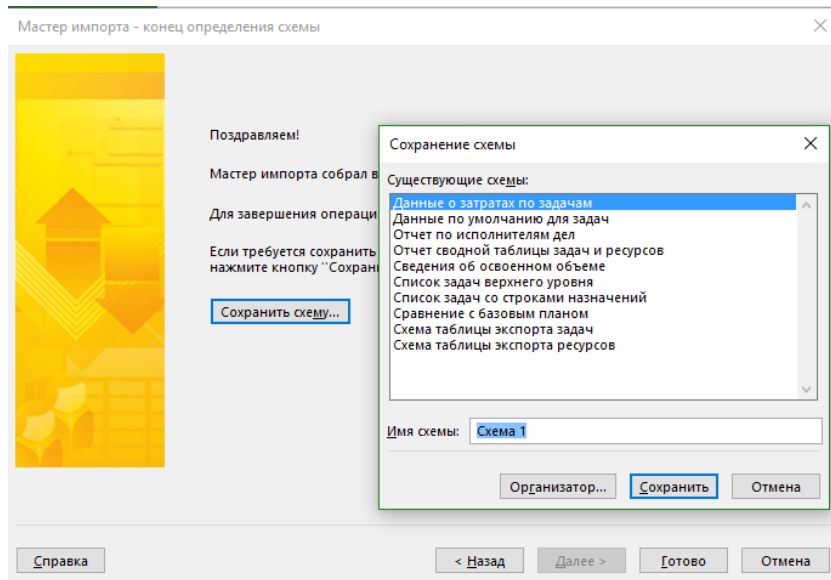 Мастер импорта - конец определения схемы
Поздравляем!
Мастер импорта собрал в
Для завершения операци
Если требуется сохранить
нажмите кнопку "Сохран
Сохранить схему...
Сохранение схемы
Существующие схемы:
Данные о затратах по задачам
Данные по умолчанию для задач
Отчет по исполнителям дел
Отчет сводной таблицы задач и ресурсов
Сведения об освоенном объеме
Список задач верхнего уровня
Список задач со строками назначений
Сравнение с базовым планом
Схема таблицы экспорта задач
Схема таблицы экспорта ресурсов
Имя схемы: Схема 1
Организатор... Сохранить Отмена
Справка < Назад Далее > Готово Отмена